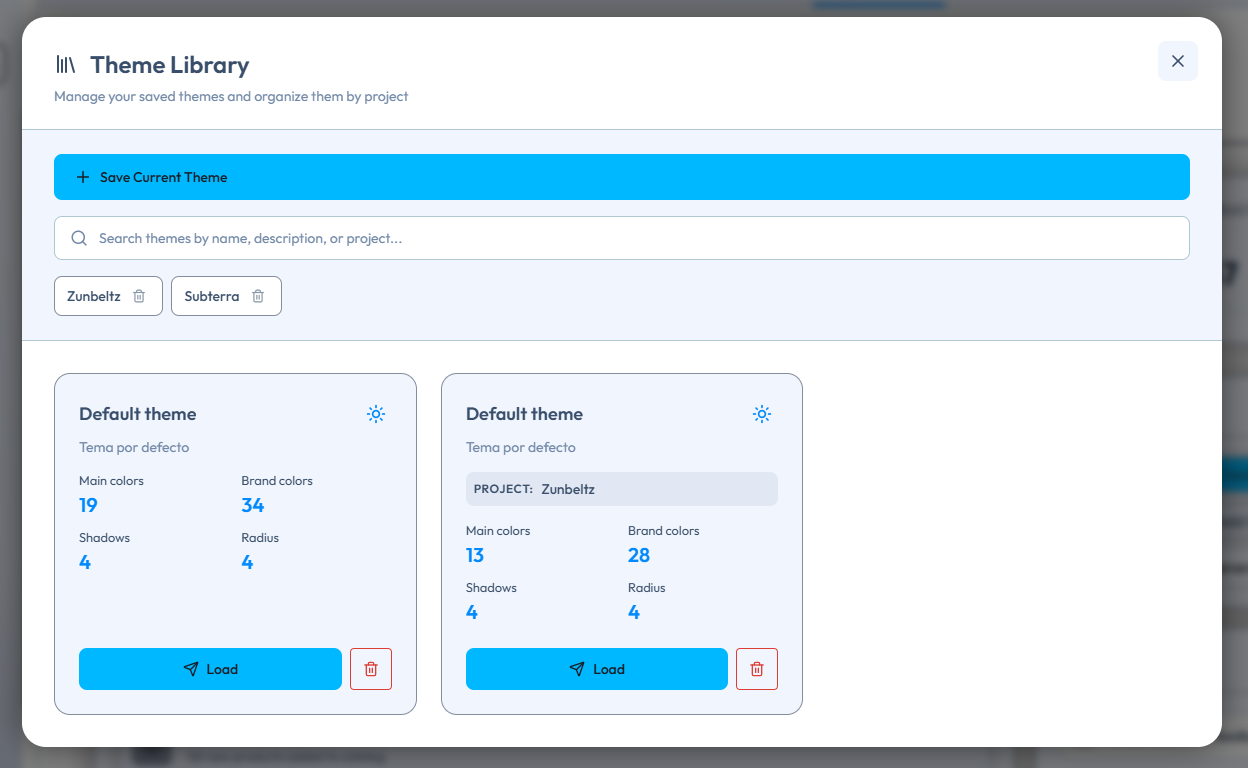 Theme Library
Manage your saved themes and organize them by project
Save Current Theme
Search themes by name, description, or project...
Zunbeltz
Subterra
Default theme
Tema por defecto
Main colors
Brand colors
19
34
Shadows
Radius
4
4
Load
Default theme
Tema por defecto
PROJECT: Zunbeltz
Main colors
Brand colors
13
28
Shadows
Radius
4
4
Load